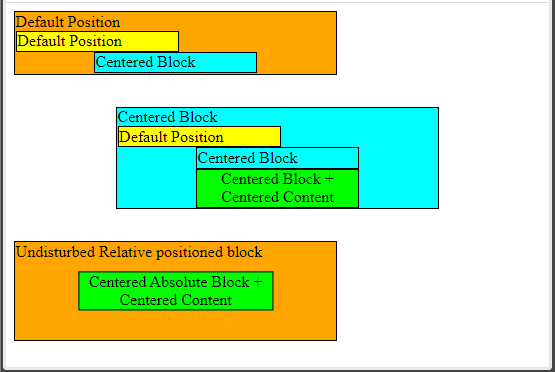 Default Position
Default Position
Centered Block
Centered Block
Default Position
Centered Block
Centered Block +
Centered Content
Undisturbed Relative positioned block
Centered Absolute Block +
Centered Content